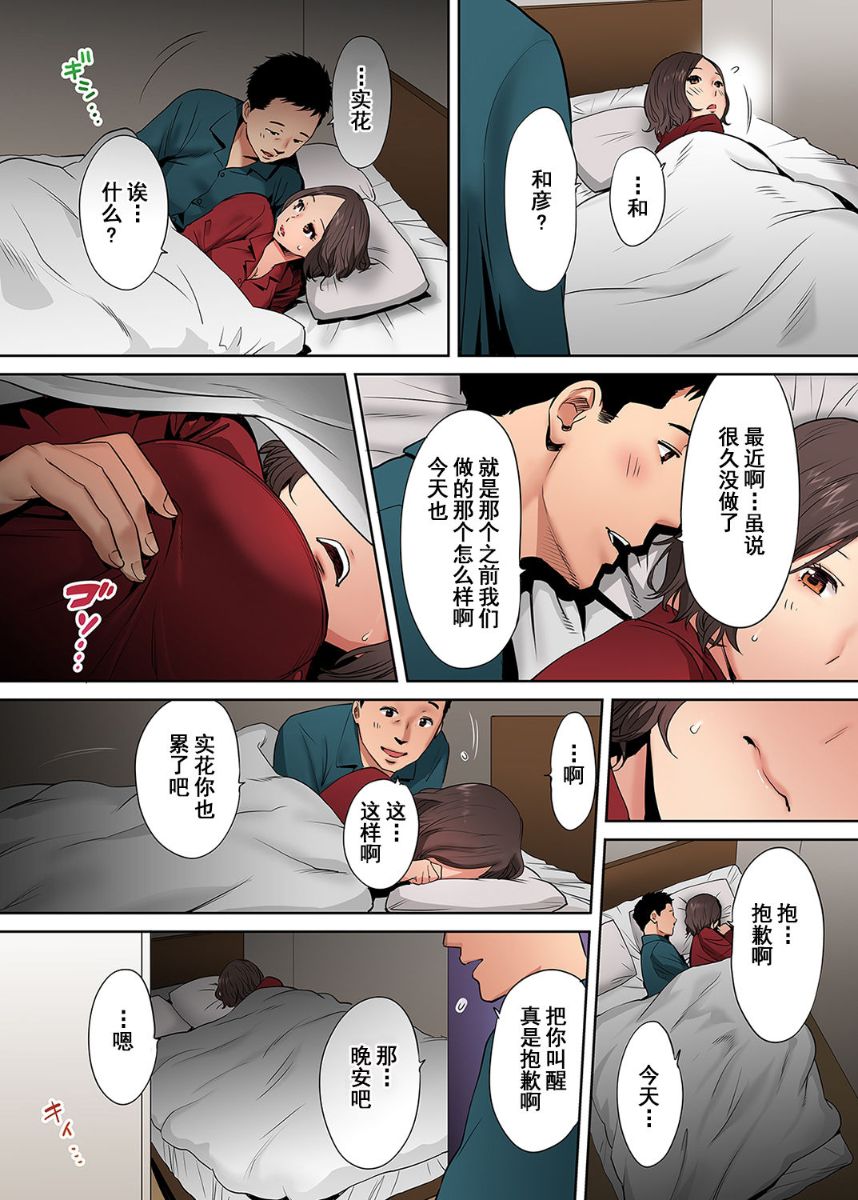 …和
和彦?
…实花
诶…
什么?
ギシ…
最近啊…虽说
很久没做了
就是那个之前我们
做的那个怎么样啊
今天也
ゴソ…
…啊
这…
这样啊
实花你也
累了吧
抱…
抱歉啊
今天…
把你叫醒
真是抱歉啊
那…
晚安吧
…嗯
キィ…